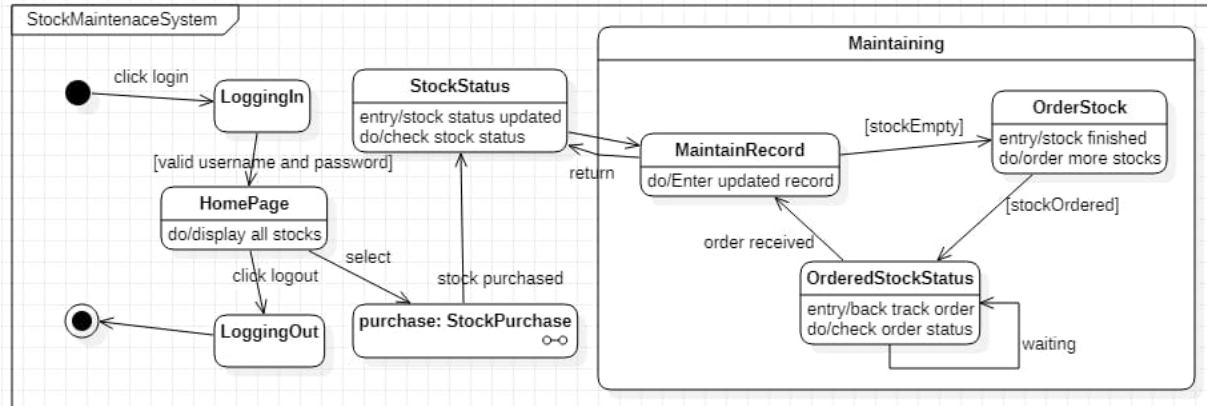 StockMaintenaceSystem
click login
LoggingIn
[valid username and password]
HomePage
do/display all stocks
click logout
select
LoggingOut
StockStatus
entry/stock status updated
do/check stock status
stock purchased
purchase: StockPurchase
return
Maintaining
MaintainRecord
do/Enter updated record
[stockEmpty]
OrderStock
entry/stock finished
do/order more stocks
[stockOrdered]
order received
OrderedStockStatus
entry/back track order
do/check order status
waiting